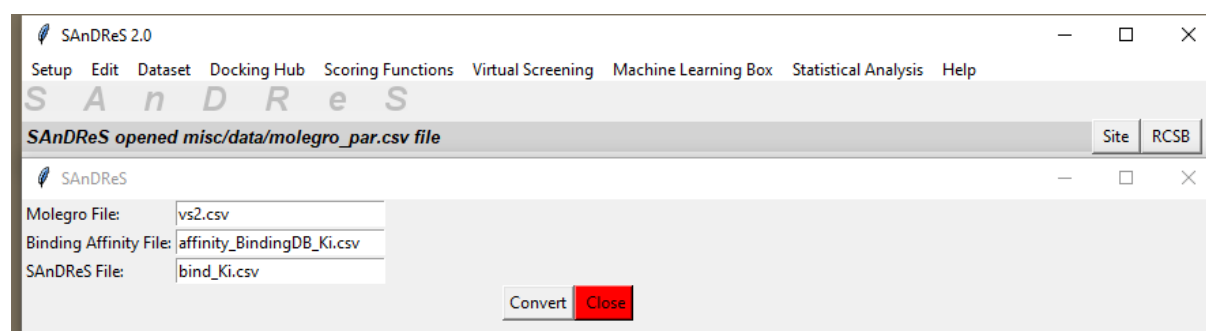 SAnDReS 2.0
Setup Edit Dataset Docking Hub Scoring Functions Virtual Screening Machine Learning Box Statistical Analysis Help
S A n D R e S
SAnDReS opened misc/data/molegro_par.csv file Site RCSB
SAnDReS
Molegro File: vs2.csv
Binding Affinity File: affinity_BindingDB_Ki.csv
SAnDReS File: bind_Ki.csv
Convert Close